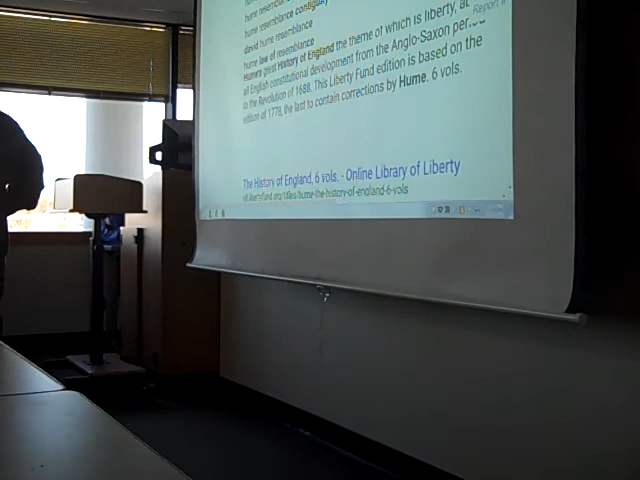 hume resemblance contiguity
david hume resemblance
hume law of resemblance
Report
Hume's great History of England the theme of which is liberty,
of English constitutional development from the Anglo-Saxon
to the Revolution of 1688. This Liberty Fund edition is based on the
edition of 1778, the last to contain corrections by Hume. 6 vols.
The History of England, 6 vols. - Online Library of Liberty
oll.libertyfund.org/titles/hume-the-history-of-england-6-vols